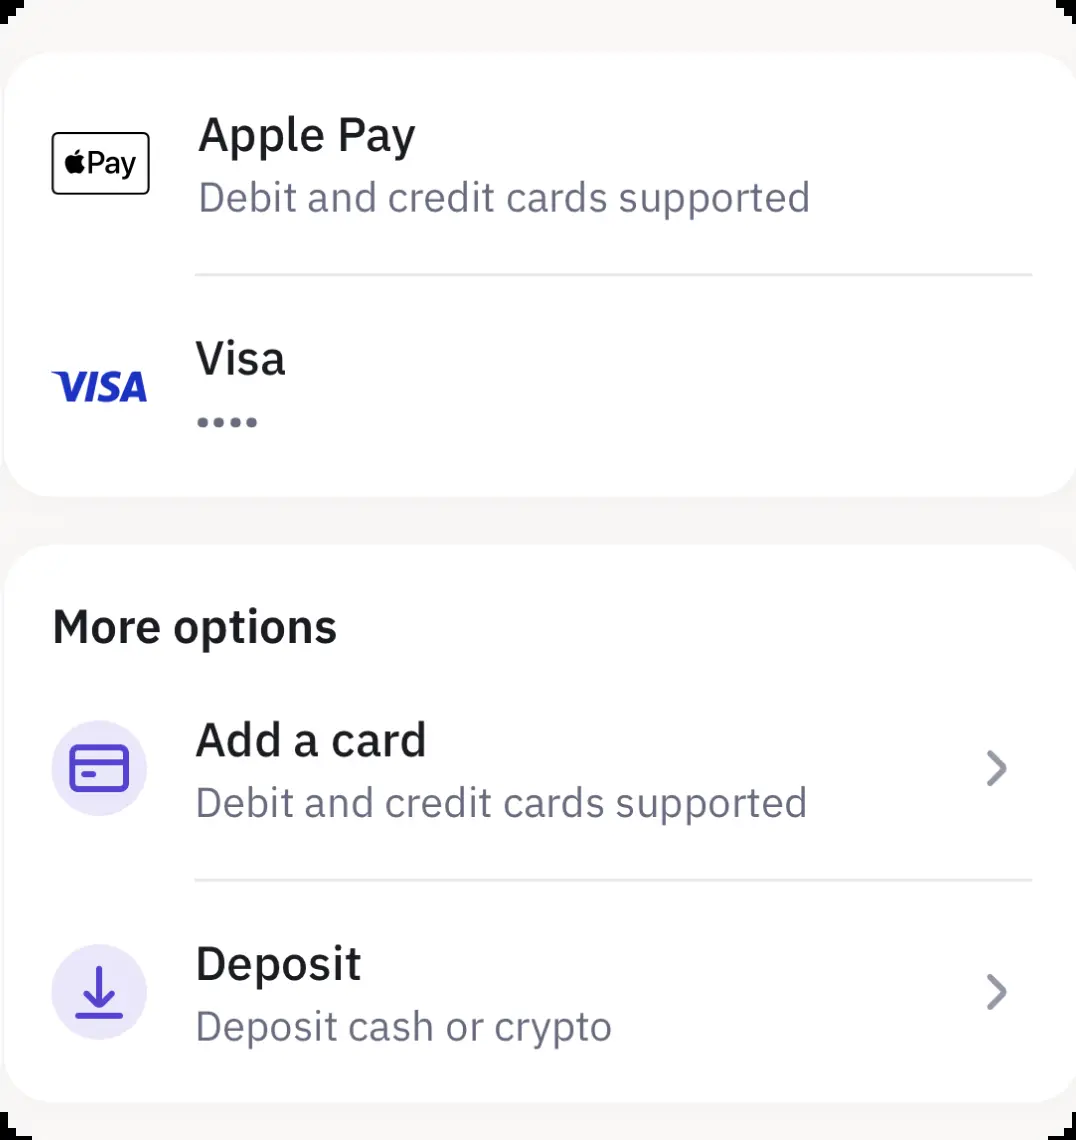 Pay
Apple Pay
Debit and credit cards supported
VISA
Visa
••••
More options
Add a card
Debit and credit cards supported
Deposit
Deposit cash or crypto